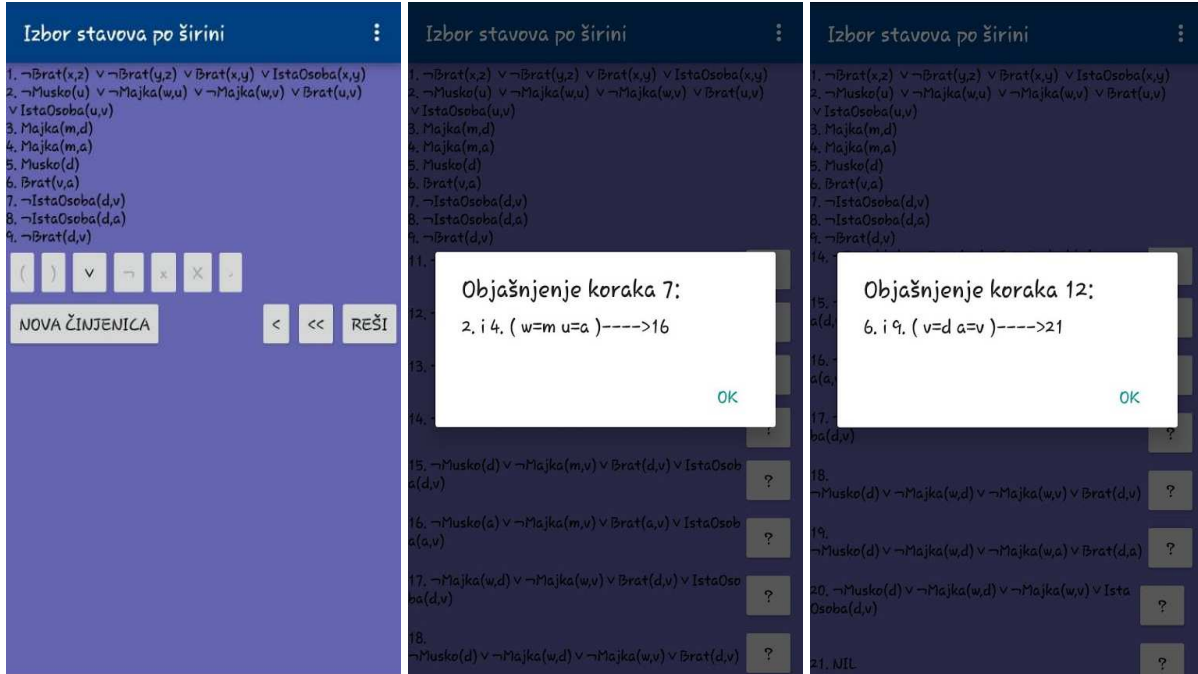 Izbor stavova po širini
1. ¬Brat(x,z) ∨ ¬Brat(y,z) ∨ Brat(x,y) ∨ IstaOsoba(x,y)
2. ¬Musko(u) ∨ ¬Majka(w,u) ∨ ¬Majka(w,v) ∨ Brat(u,v)
∨ IstaOsoba(u,v)
3. Majka(m,d)
4. Majka(m,a)
5. Musko(d)
6. Brat(v,a)
7. ¬IstaOsoba(d,v)
8. ¬IstaOsoba(d,a)
9. ¬Brat(d,v)
( ) ∨ ¬ x X .
NOVA ČINJENICA < << REŠI
Izbor stavova po širini
1. ¬Brat(x,z) ∨ ¬Brat(y,z) ∨ Brat(x,y) ∨ IstaOsoba(x,y)
2. ¬Musko(u) ∨ ¬Majka(w,u) ∨ ¬Majka(w,v) ∨ Brat(u,v)
∨ IstaOsoba(u,v)
3. Majka(m,d)
4. Majka(m,a)
5. Musko(d)
6. Brat(v,a)
7. ¬IstaOsoba(d,v)
8. ¬IstaOsoba(d,a)
9. ¬Brat(d,v)
11. ¬
Objašnjenje koraka 7:
12. ¬
2. i 4. ( w=m u=a )---->16
13. ¬
OK
14. ¬
?
15. ¬Musko(d) ∨ ¬Majka(m,v) ∨ Brat(d,v) ∨ IstaOsob
a(d,v)
?
16. ¬Musko(a) ∨ ¬Majka(m,v) ∨ Brat(a,v) ∨ IstaOsob
a(a,v)
?
17. ¬Majka(w,d) ∨ ¬Majka(w,v) ∨ Brat(d,v) ∨ IstaOso
ba(d,v)
?
18.
¬Musko(d) ∨ ¬Majka(w,d) ∨ ¬Majka(w,v) ∨ Brat(d,v)
?
Izbor stavova po širini
1. ¬Brat(x,z) ∨ ¬Brat(y,z) ∨ Brat(x,y) ∨ IstaOsoba(x,y)
2. ¬Musko(u) ∨ ¬Majka(w,u) ∨ ¬Majka(w,v) ∨ Brat(u,v)
∨ IstaOsoba(u,v)
3. Majka(m,d)
4. Majka(m,a)
5. Musko(d)
6. Brat(v,a)
7. ¬IstaOsoba(d,v)
8. ¬IstaOsoba(d,a)
9. ¬Brat(d,v)
14.
Objašnjenje koraka 12:
15. ¬
a(d,
6. i 9. ( v=d a=v )---->21
16. ¬
a(a,
OK
17. ¬
ba(d,v)
?
18.
¬Musko(d) ∨ ¬Majka(w,d) ∨ ¬Majka(w,v) ∨ Brat(d,v)
?
19.
¬Musko(d) ∨ ¬Majka(w,d) ∨ ¬Majka(w,a) ∨ Brat(d,a)
?
20. ¬Musko(d) ∨ ¬Majka(w,d) ∨ ¬Majka(w,v) ∨ Ista
Osoba(d,v)
?
21. NIL
?